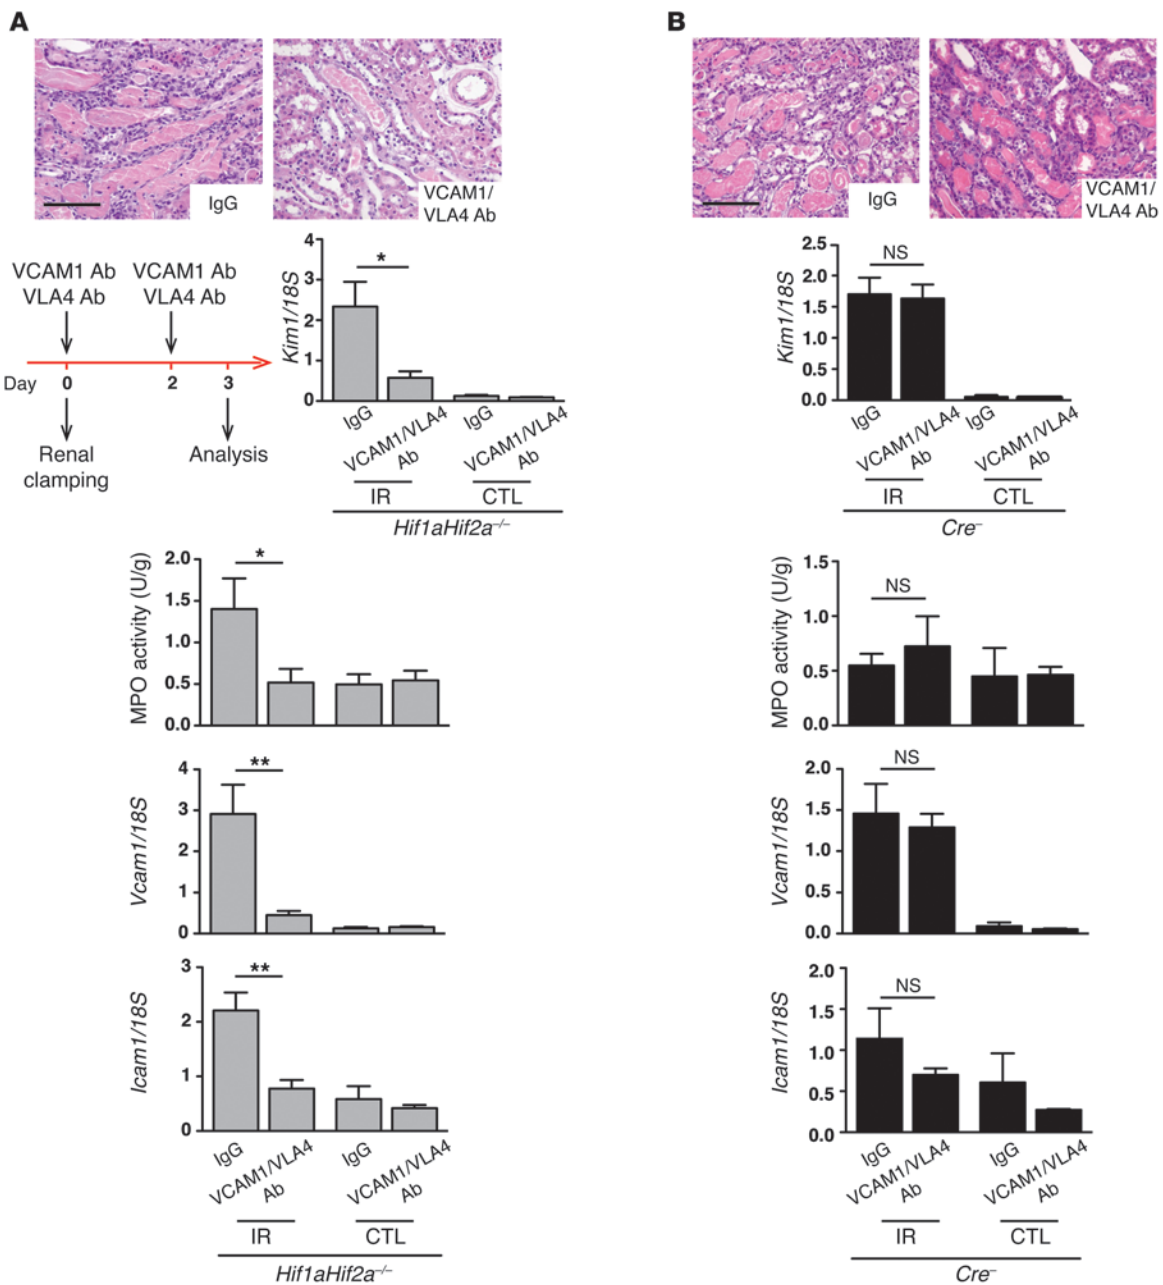 A
IgG
VCAM1/
VLA4 Ab
VCAM1 Ab
VLA4 Ab
VCAM1 Ab
VLA4 Ab
Day
0
2
3
Renal
clamping
Analysis
Kim1/18S
4
3
2
1
0
*
IgG
VCAM1/VLA4
Ab
IgG
VCAM1/VLA4
Ab
IR
CTL
Hif1aHif2a–/–
MPO activity (U/g)
2.0
1.5
1.0
0.5
0.0
*
Vcam1/18S
4
3
2
1
0
**
Icam1/18S
3
2
1
0
**
IgG
VCAM1/VLA4
Ab
IgG
VCAM1/VLA4
Ab
IR
CTL
Hif1aHif2a–/–
B
IgG
VCAM1/
VLA4 Ab
Kim1/18S
2.5
2.0
1.5
1.0
0.5
0.0
NS
IgG
VCAM1/VLA4
Ab
IgG
VCAM1/VLA4
Ab
IR
CTL
Cre–
MPO activity (U/g)
1.5
1.0
0.5
0.0
NS
Vcam1/18S
2.0
1.5
1.0
0.5
0.0
NS
Icam1/18S
2.0
1.5
1.0
0.5
0.0
NS
IgG
VCAM1/VLA4
Ab
IgG
VCAM1/VLA4
Ab
IR
CTL
Cre–